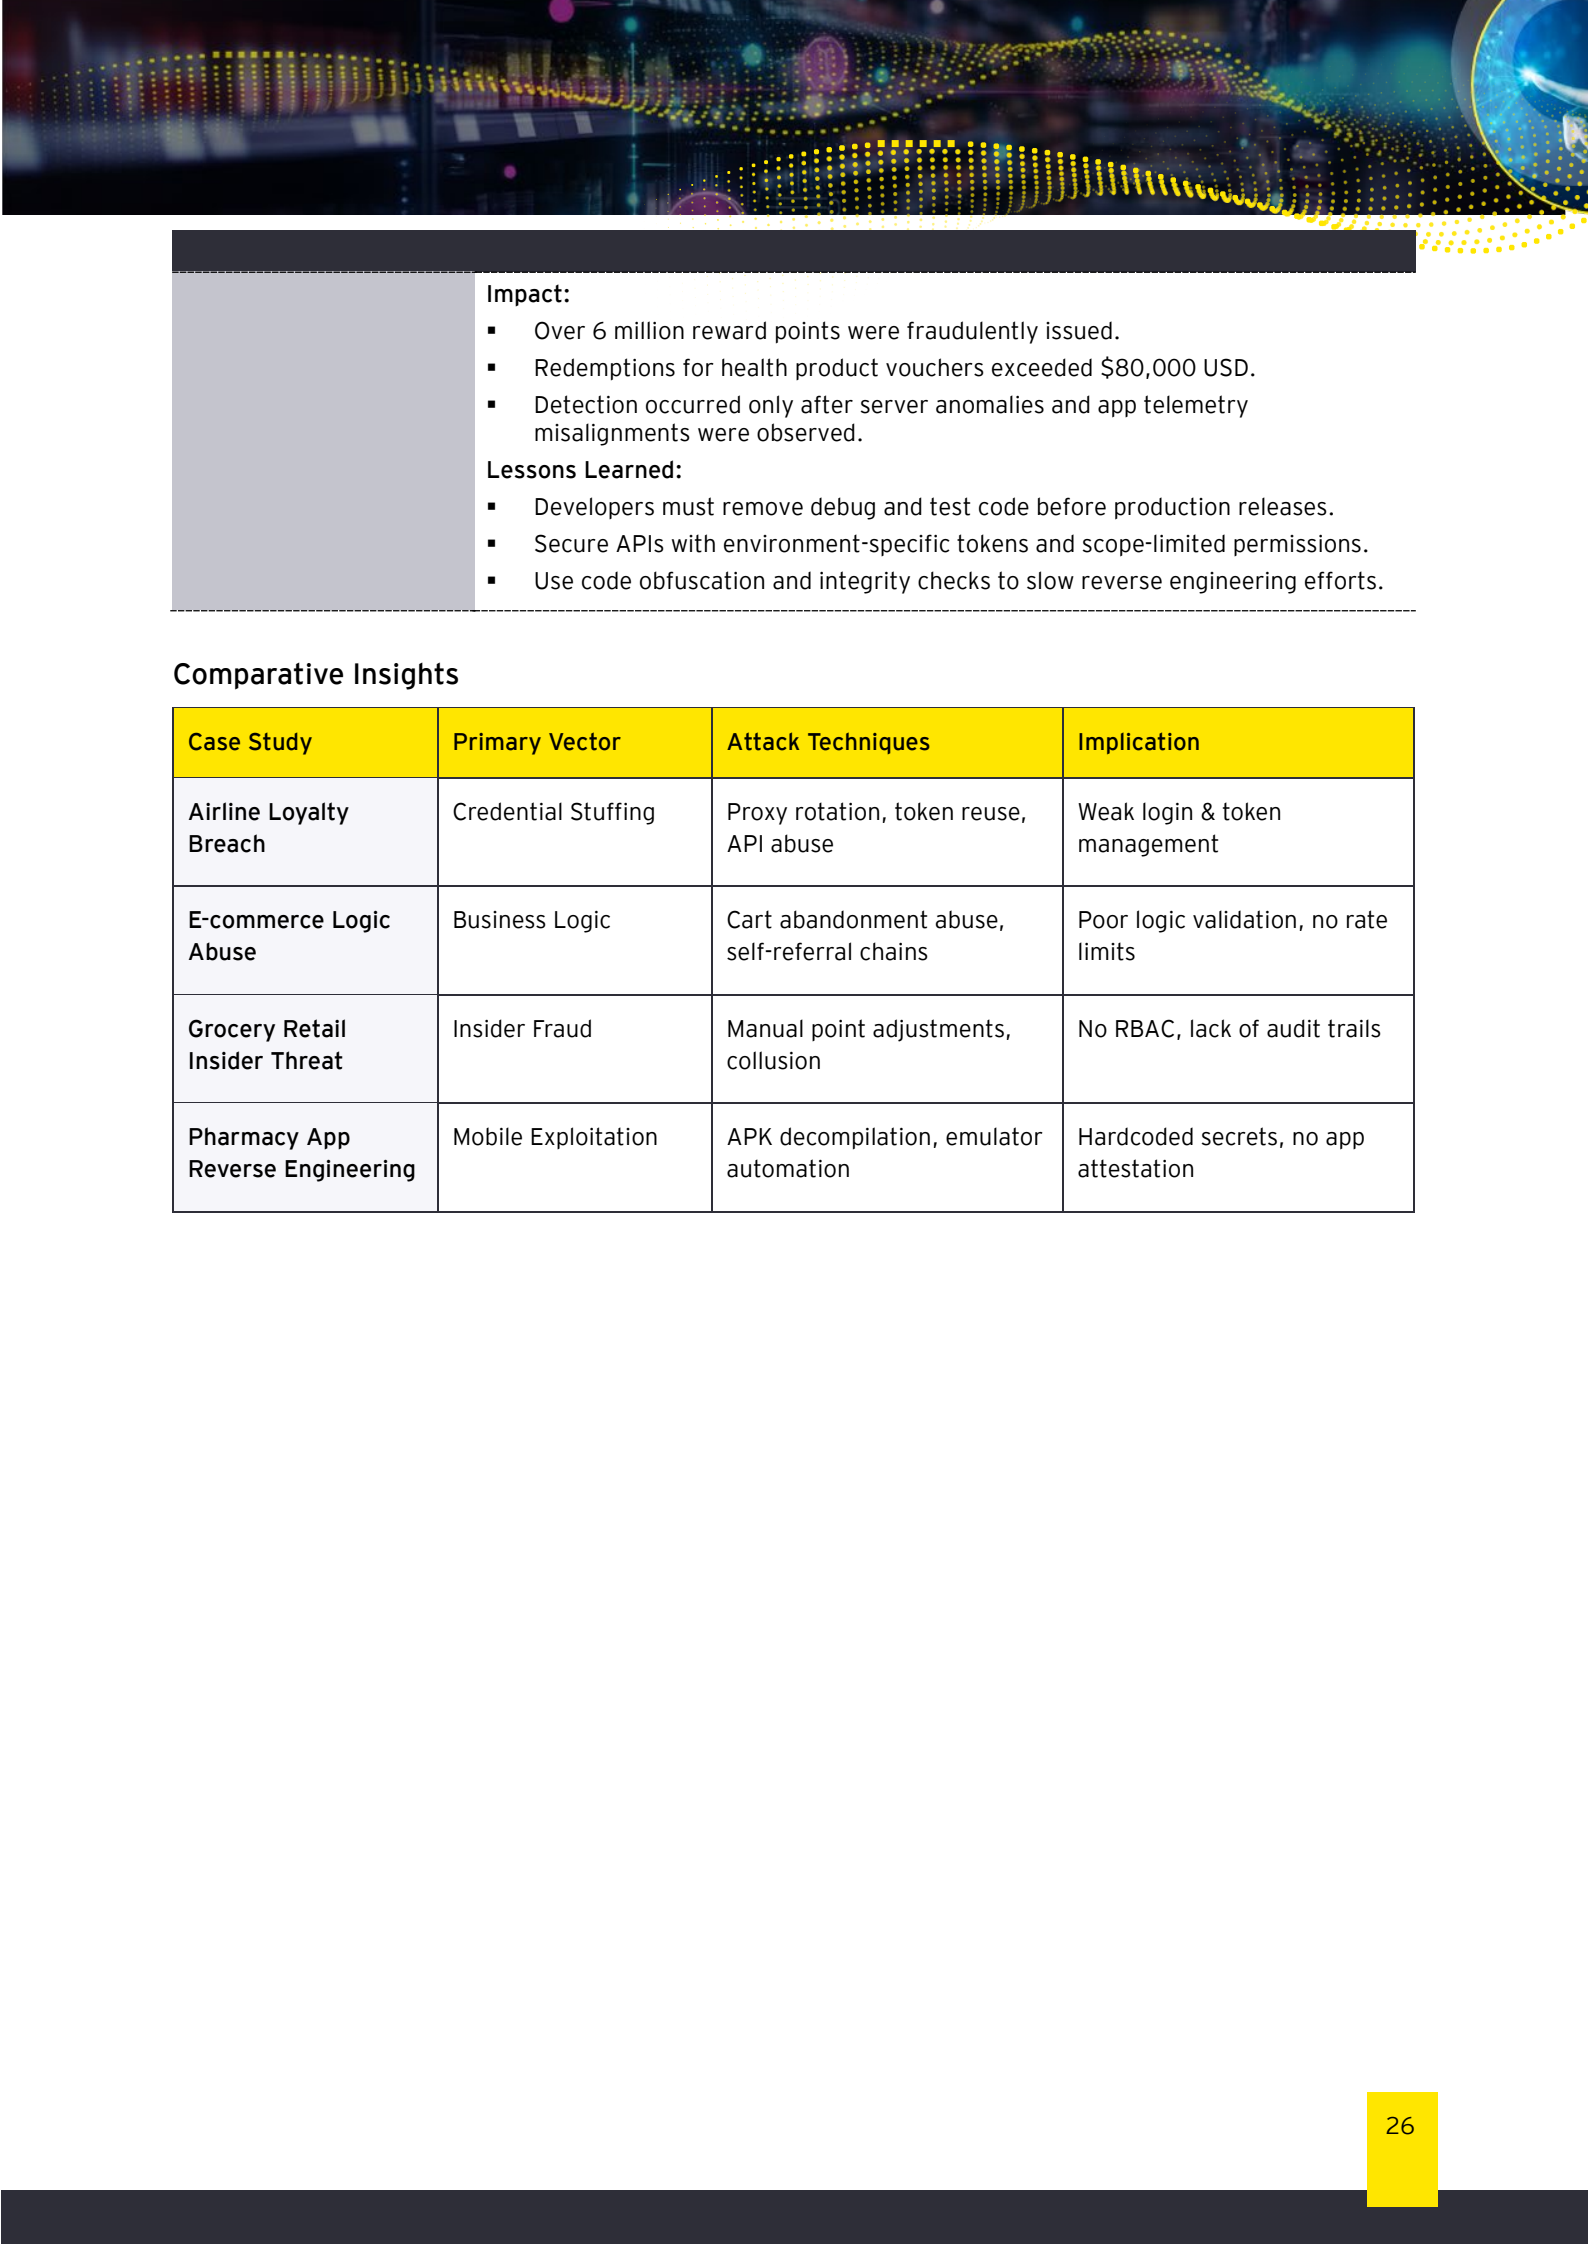 Impact:
▪ Over 6 million reward points were fraudulently issued.
▪ Redemptions for health product vouchers exceeded $80,000 USD.
▪ Detection occurred only after server anomalies and app telemetry
misalignments were observed.
Lessons Learned:
▪ Developers must remove debug and test code before production releases.
▪ Secure APIs with environment-specific tokens and scope-limited permissions.
▪ Use code obfuscation and integrity checks to slow reverse engineering efforts.
Comparative Insights
Case Study
Primary Vector
Attack Techniques
Implication
Airline Loyalty
Breach
Credential Stuffing
Proxy rotation, token reuse,
API abuse
Weak login & token
management
E-commerce Logic
Abuse
Business Logic
Cart abandonment abuse,
self-referral chains
Poor logic validation, no rate
limits
Grocery Retail
Insider Threat
Insider Fraud
Manual point adjustments,
collusion
No RBAC, lack of audit trails
Pharmacy App
Reverse Engineering
Mobile Exploitation
APK decompilation, emulator
automation
Hardcoded secrets, no app
attestation
26